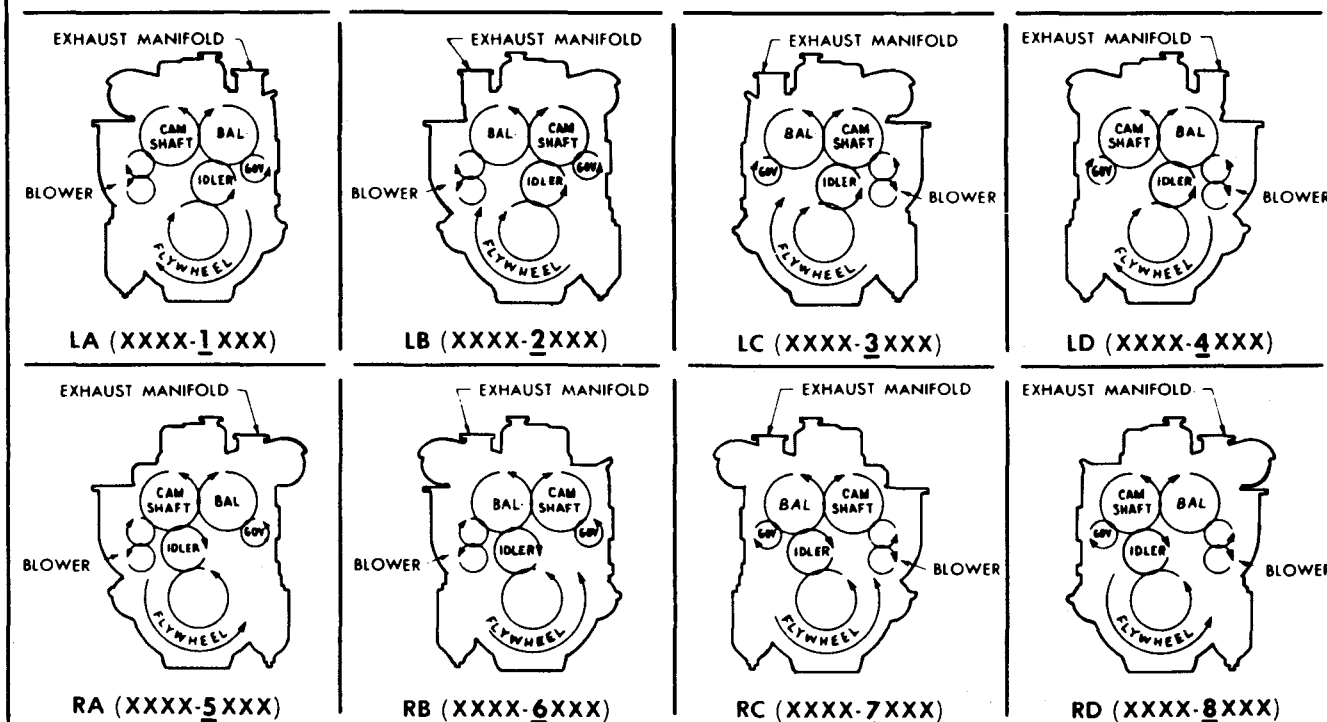 EXHAUST MANIFOLD
CAM SHAFT
BAL
IDLER
GOV
BLOWER
FLYWHEEL
LA (XXXX-1XXX)
EXHAUST MANIFOLD
BAL.
CAM SHAFT
IDLER
GOV
FLYWHEEL
LB (XXXX-2XXX)
EXHAUST MANIFOLD
BAL
CAM SHAFT
GOV
IDLER
BLOWER
FLYWHEEL
LC (XXXX-3XXX)
EXHAUST MANIFOLD
CAM SHAFT
BAL
GOV
IDLER
BLOWER
FLYWHEEL
LD (XXXX-4XXX)
EXHAUST MANIFOLD
CAM SHAFT
BAL
GOV
IDLER
BLOWER
FLYWHEEL
RA (XXXX-5XXX)
EXHAUST MANIFOLD
BAL.
CAM SHAFT
GOV
IDLER
BLOWER
FLYWHEEL
RB (XXXX-6XXX)
EXHAUST MANIFOLD
BAL
CAM SHAFT
GOV
IDLER
BLOWER
FLYWHEEL
RC (XXXX-7XXX)
EXHAUST MANIFOLD
CAM SHAFT
BAL
GOV
IDLER
BLOWER
FLYWHEEL
RD (XXXX-8XXX)